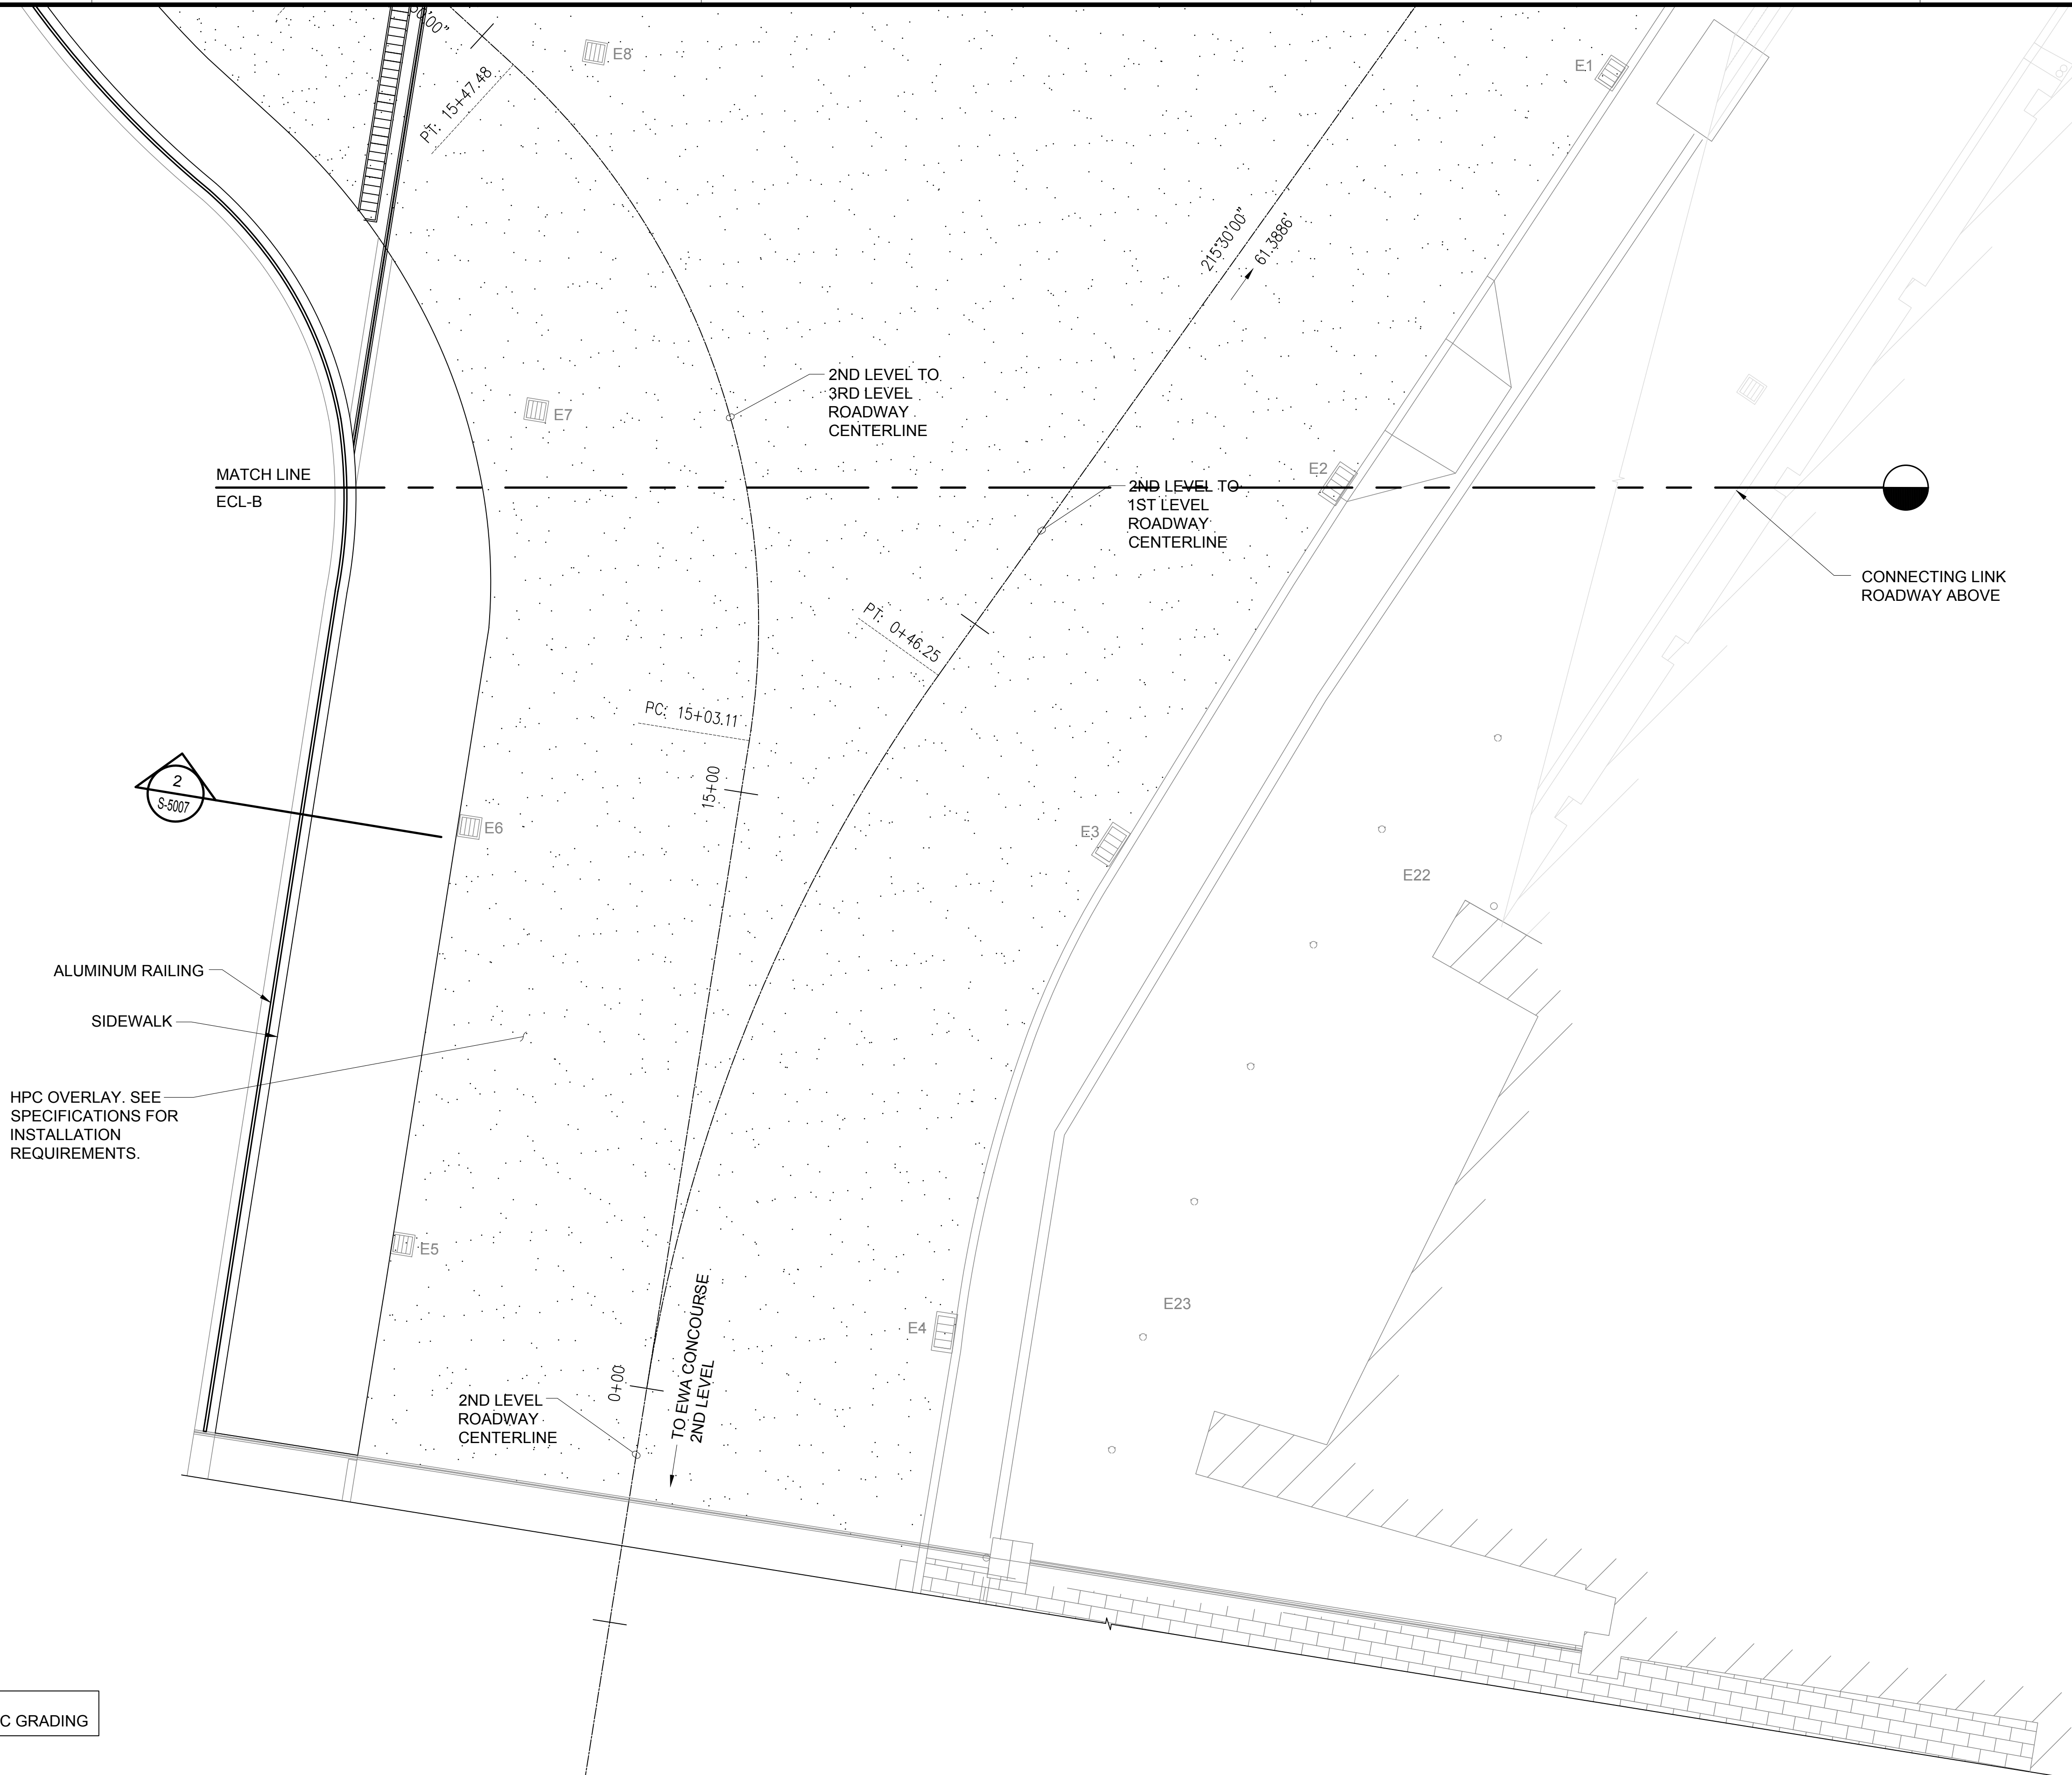 50'00"
E8
E1
PT: 15+47.48
215°30'00"
61.3886'
2ND LEVEL TO
3RD LEVEL
ROADWAY
CENTERLINE
E7
MATCH LINE
ECL-B
E2
2ND LEVEL TO
1ST LEVEL
ROADWAY
CENTERLINE
CONNECTING LINK
ROADWAY ABOVE
PT: 0+46.25
PC: 15+03.11
15+00
2
S-5007
E6
E3
E22
ALUMINUM RAILING
SIDEWALK
HPC OVERLAY. SEE
SPECIFICATIONS FOR
INSTALLATION
REQUIREMENTS.
E5
E23
E4
0+00
TO EWA CONCOURSE
2ND LEVEL
2ND LEVEL
ROADWAY
CENTERLINE
C GRADING